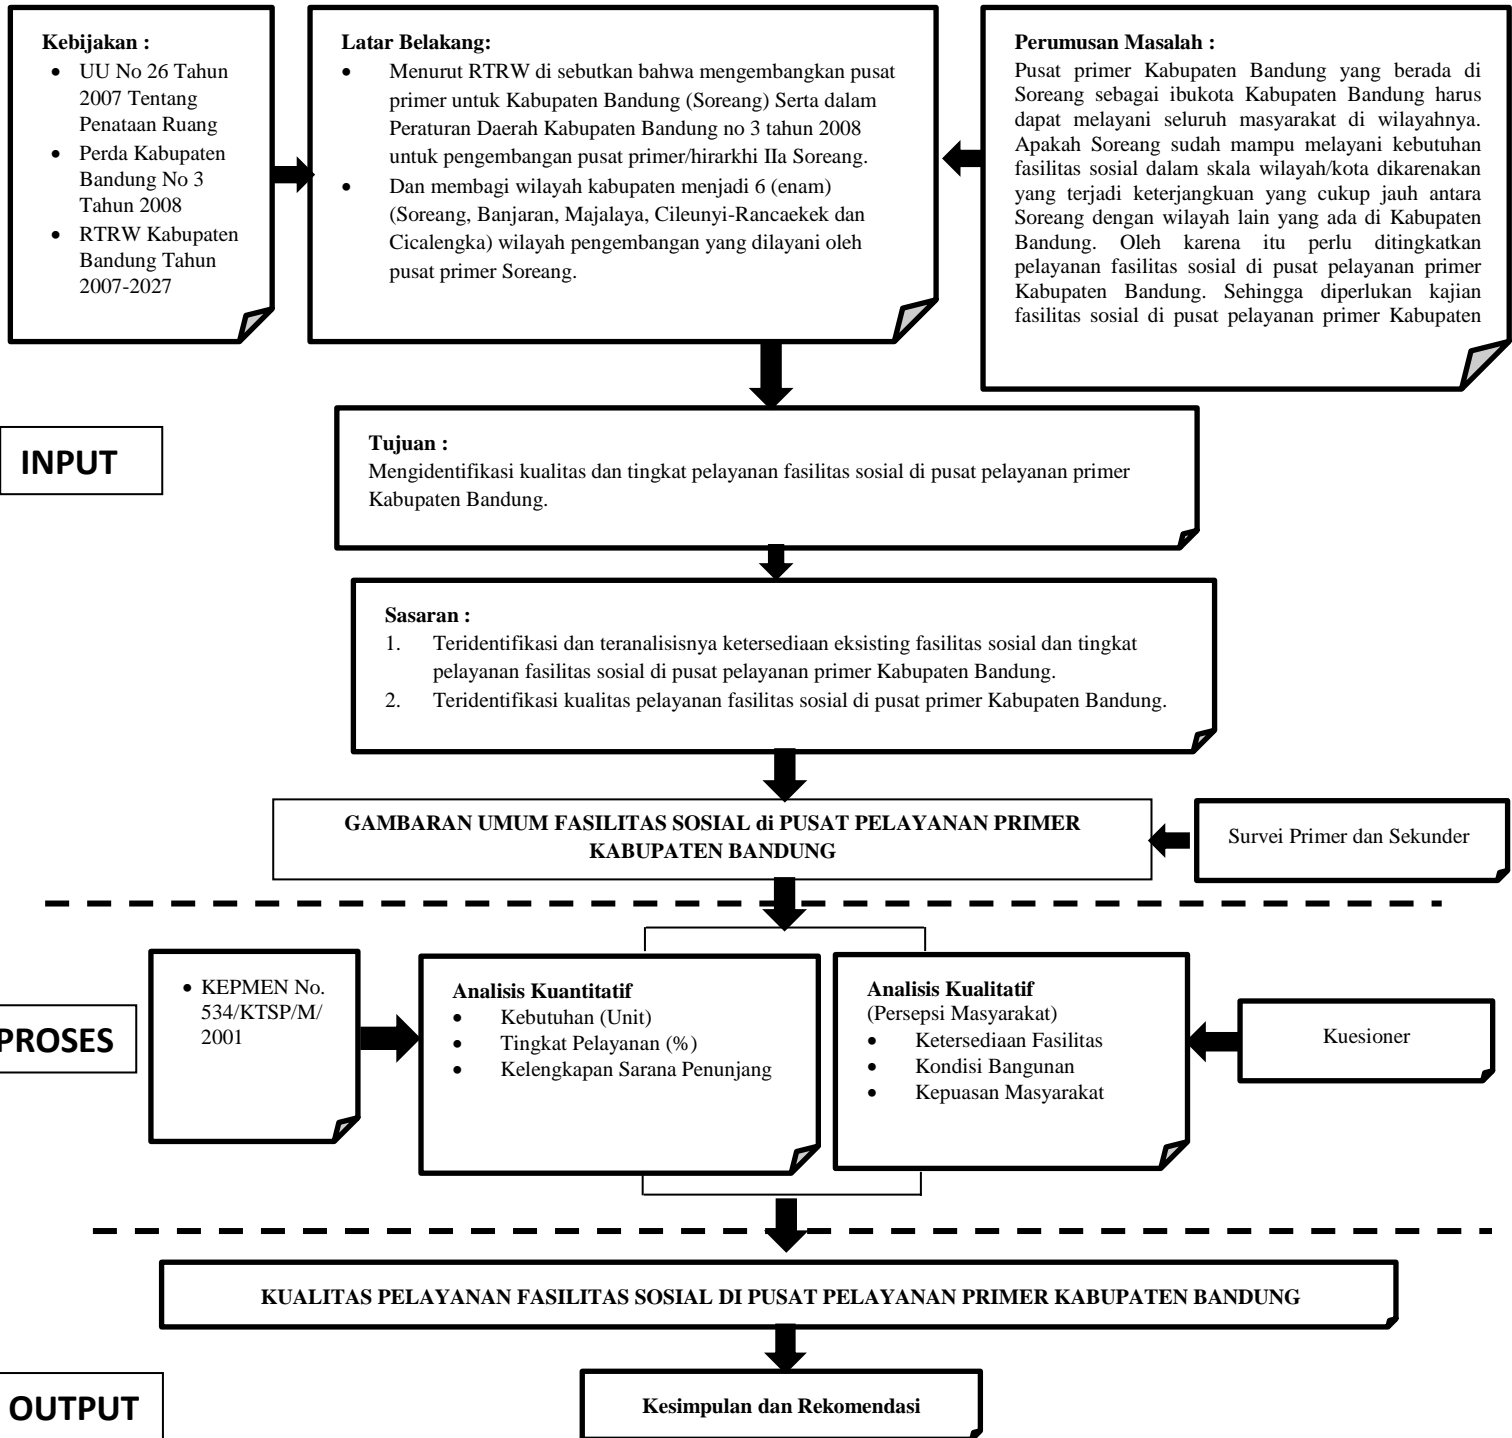 Kebijakan :
• UU No 26 Tahun
2007 Tentang
Penataan Ruang
• Perda Kabupaten
Bandung No 3
Tahun 2008
• RTRW Kabupaten
Bandung Tahun
2007-2027
Latar Belakang:
• Menurut RTRW di sebutkan bahwa mengembangkan pusat
primer untuk Kabupaten Bandung (Soreang) Serta dalam
Peraturan Daerah Kabupaten Bandung no 3 tahun 2008
untuk pengembangan pusat primer/hirarkhi IIa Soreang.
• Dan membagi wilayah kabupaten menjadi 6 (enam)
(Soreang, Banjaran, Majalaya, Cileunyi-Rancaekek dan
Cicalengka) wilayah pengembangan yang dilayani oleh
pusat primer Soreang.
Perumusan Masalah :
Pusat primer Kabupaten Bandung yang berada di
Soreang sebagai ibukota Kabupaten Bandung harus
dapat melayani seluruh masyarakat di wilayahnya.
Apakah Soreang sudah mampu melayani kebutuhan
fasilitas sosial dalam skala wilayah/kota dikarenakan
yang terjadi keterjangkuan yang cukup jauh antara
Soreang dengan wilayah lain yang ada di Kabupaten
Bandung. Oleh karena itu perlu ditingkatkan
pelayanan fasilitas sosial di pusat pelayanan primer
Kabupaten Bandung. Sehingga diperlukan kajian
fasilitas sosial di pusat pelayanan primer Kabupaten
INPUT
Tujuan :
Mengidentifikasi kualitas dan tingkat pelayanan fasilitas sosial di pusat pelayanan primer
Kabupaten Bandung.
Sasaran :
1. Teridentifikasi dan teranalisisnya ketersediaan eksisting fasilitas sosial dan tingkat
pelayanan fasilitas sosial di pusat pelayanan primer Kabupaten Bandung.
2. Teridentifikasi kualitas pelayanan fasilitas sosial di pusat primer Kabupaten Bandung.
GAMBARAN UMUM FASILITAS SOSIAL di PUSAT PELAYANAN PRIMER
KABUPATEN BANDUNG
Survei Primer dan Sekunder
PROSES
• KEPMEN No.
534/KTSP/M/
2001
Analisis Kuantitatif
• Kebutuhan (Unit)
• Tingkat Pelayanan (%)
• Kelengkapan Sarana Penunjang
Analisis Kualitatif
(Persepsi Masyarakat)
• Ketersediaan Fasilitas
• Kondisi Bangunan
• Kepuasan Masyarakat
Kuesioner
KUALITAS PELAYANAN FASILITAS SOSIAL DI PUSAT PELAYANAN PRIMER KABUPATEN BANDUNG
OUTPUT
Kesimpulan dan Rekomendasi